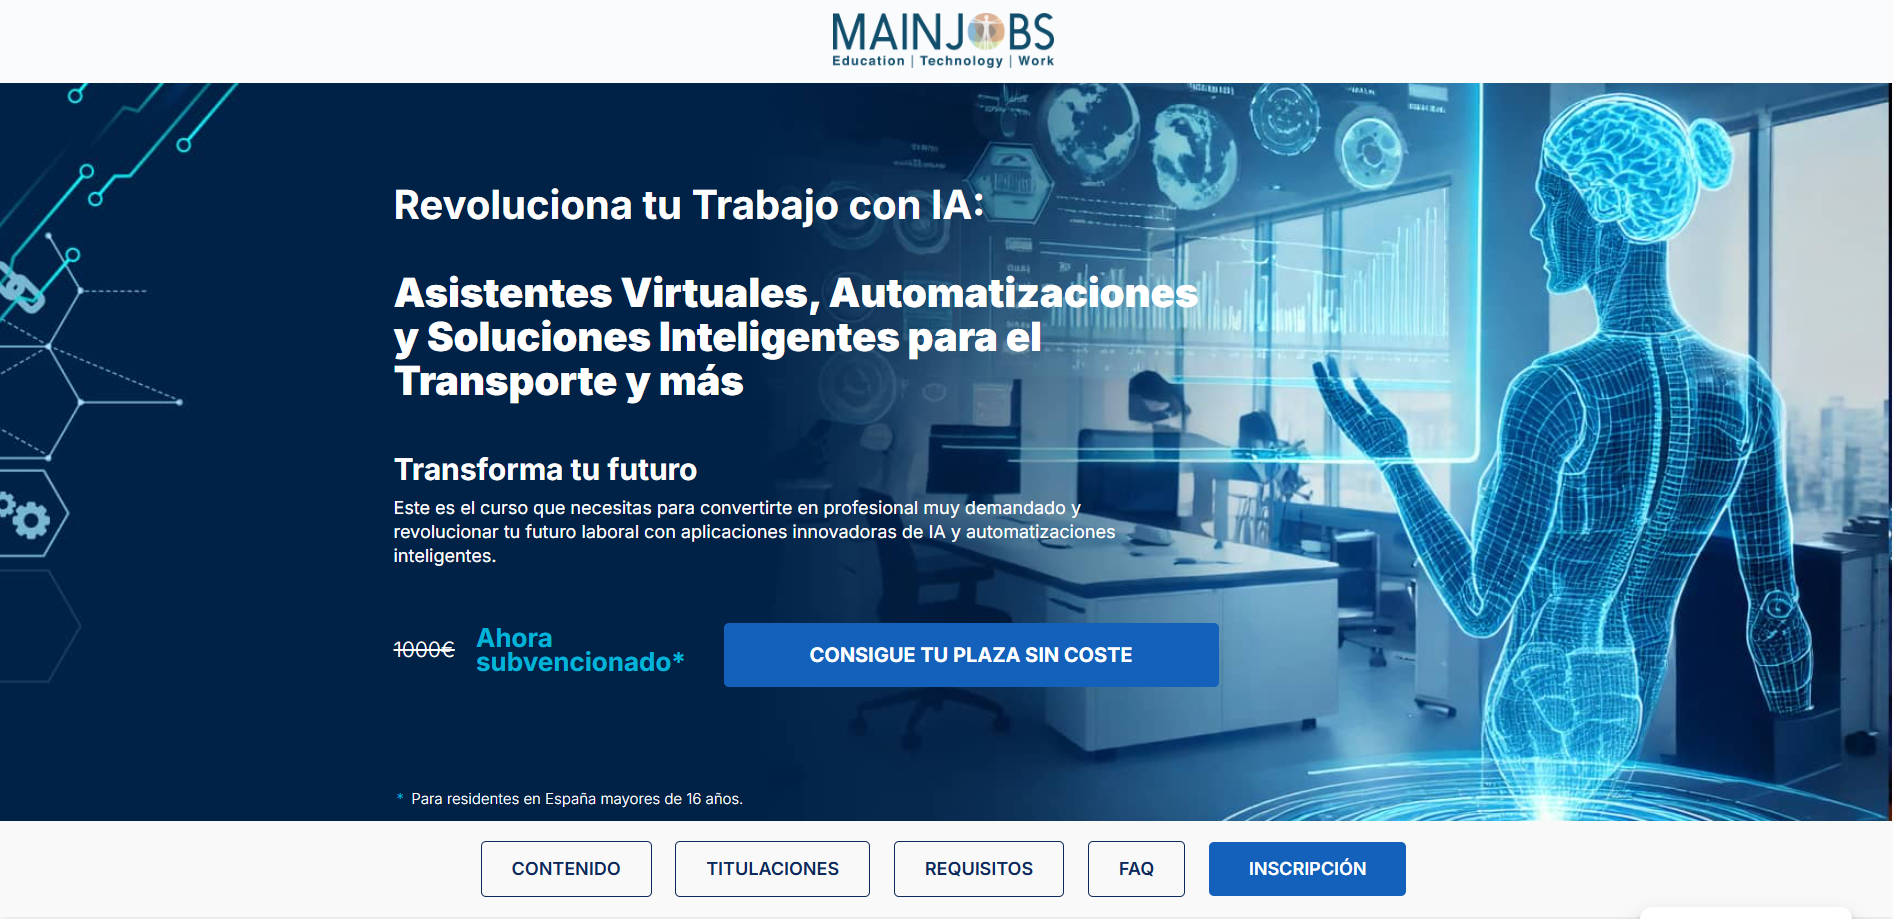 MAINJOBS
Education | Technology | Work
Revoluciona tu Trabajo con IA:
Asistentes Virtuales, Automatizaciones
y Soluciones Inteligentes para el
Transporte y más
Transforma tu futuro
Este es el curso que necesitas para convertirte en profesional muy demandado y
revolucionar tu futuro laboral con aplicaciones innovadoras de IA y automatizaciones
inteligentes.
1000€
Ahora
subvencionado*
CONSIGUE TU PLAZA SIN COSTE
* Para residentes en España mayores de 16 años.
CONTENIDO
TITULACIONES
REQUISITOS
FAQ
INSCRIPCIÓN